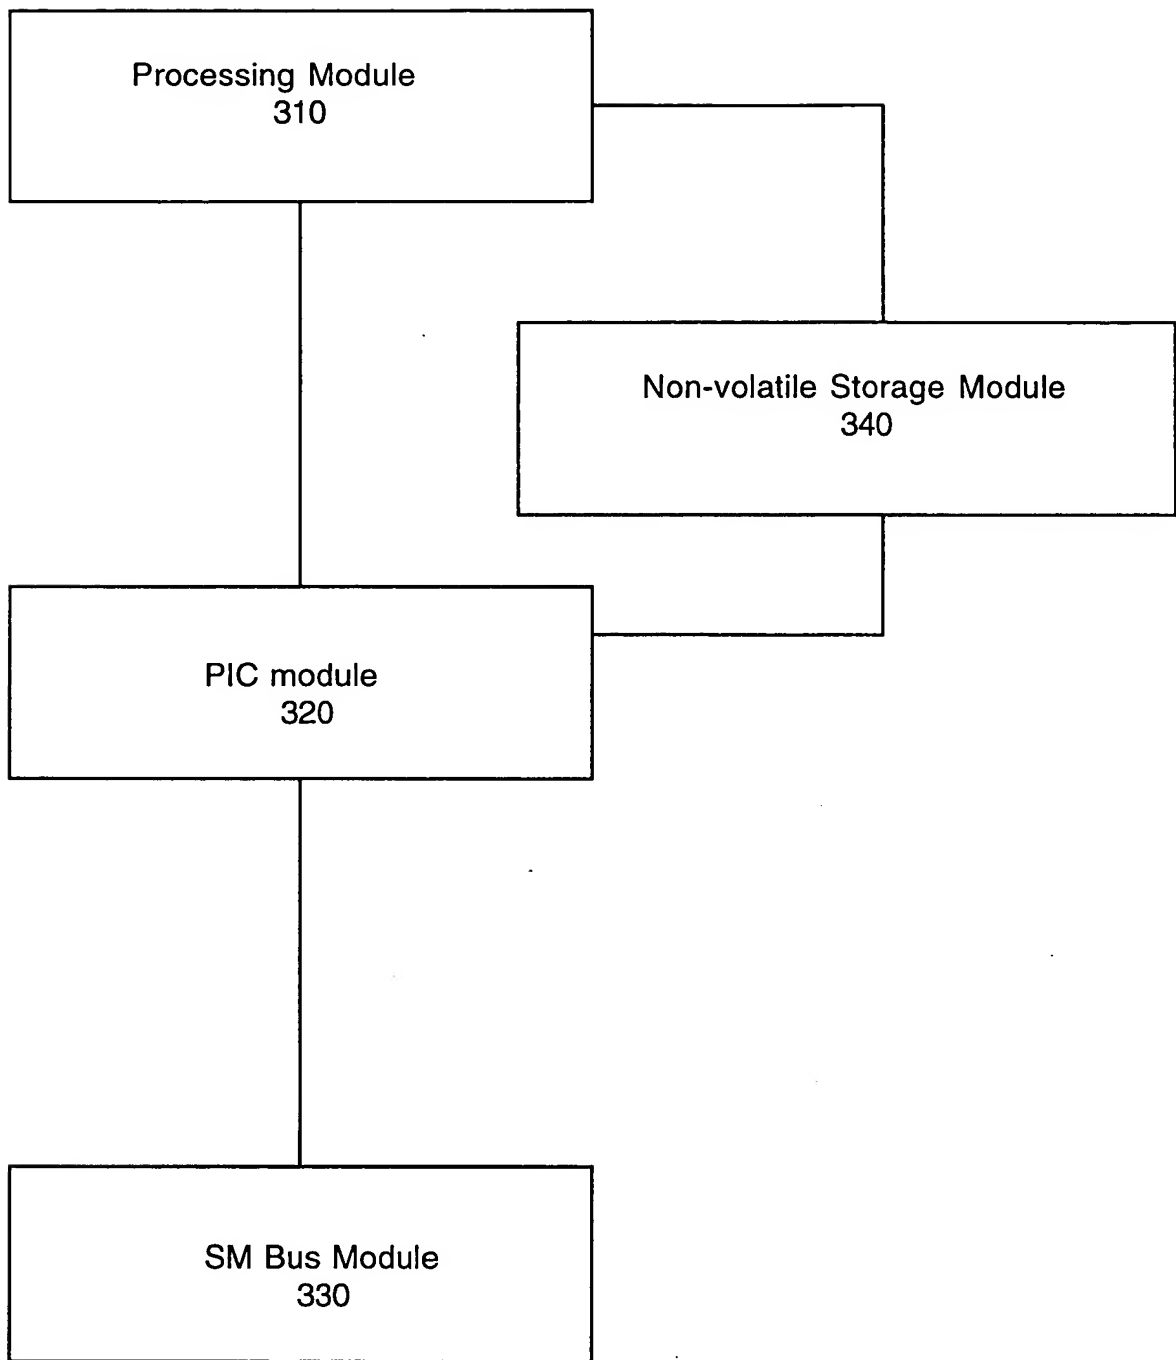 Processing Module
310
Non-volatile Storage Module
340
PIC module
320
SM Bus Module
330